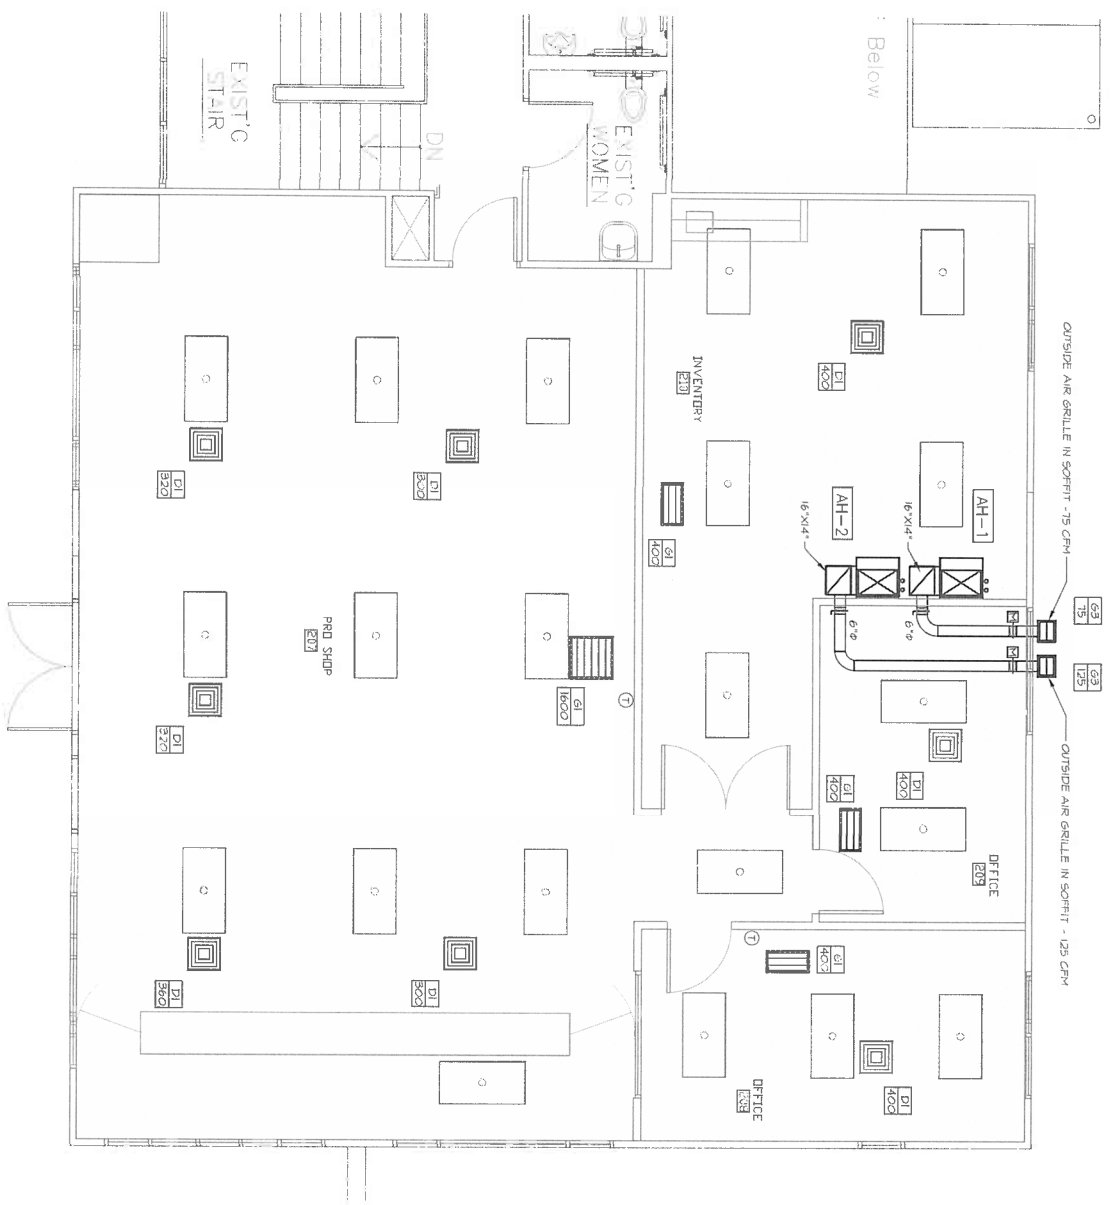 EXIST'G
STAIR
DN
EXIST'G
WOMEN
Below
INVENTORY
210
D1
400
G1
400
AH-1
AH-2
16"X14"
16"X14"
6"Φ
6"Φ
M
M
OUTSIDE AIR GRILLE IN SOFFIT - 75 CFM
G3
75
G3
125
OUTSIDE AIR GRILLE IN SOFFIT - 125 CFM
D1
320
D1
300
PRO SHOP
207
G1
1600
T
D1
320
D1
360
D1
300
G1
400
D1
400
OFFICE
209
T
G1
400
D1
400
OFFICE
208